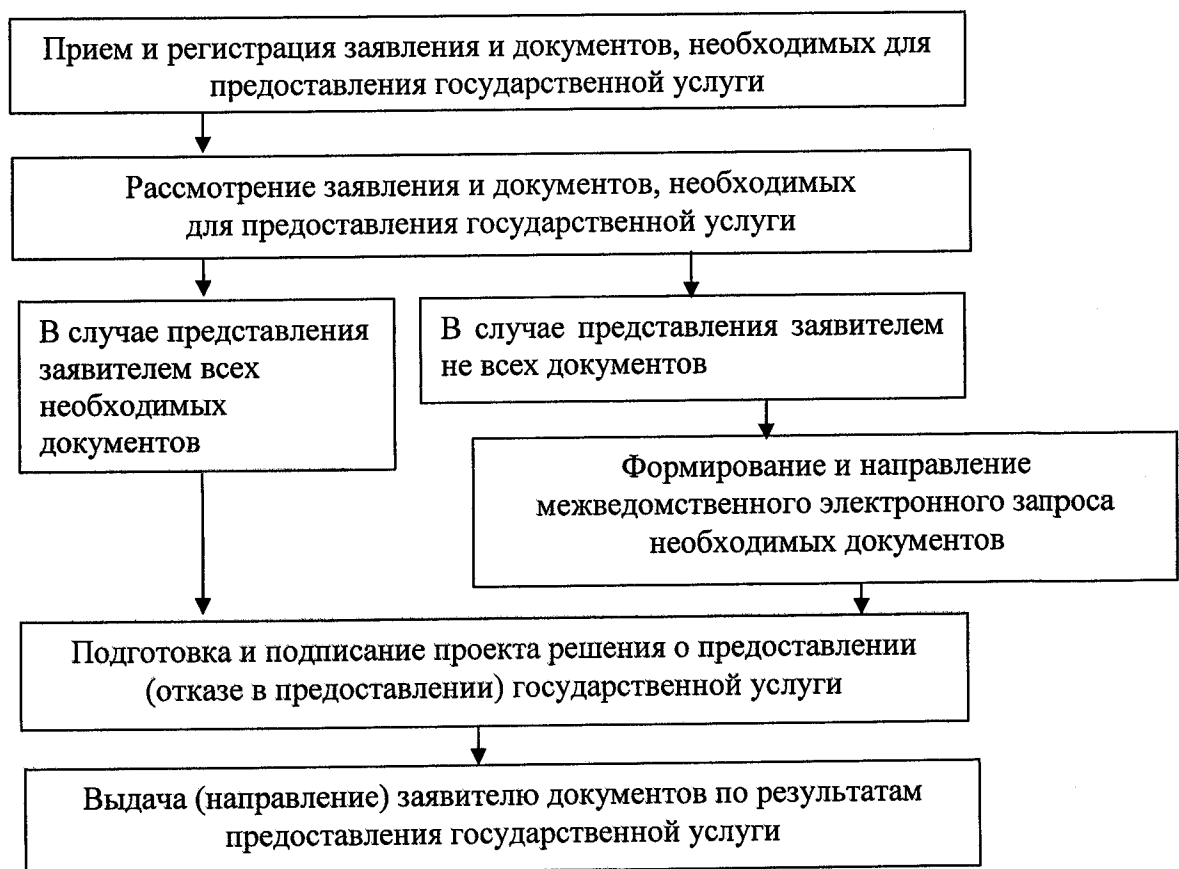 Прием и регистрация заявления и документов, необходимых для
предоставления государственной услуги
Рассмотрение заявления и документов, необходимых
для предоставления государственной услуги
В случае представления
заявителем всех
необходимых
документов
В случае представления заявителем
не всех документов
Формирование и направление
межведомственного электронного запроса
необходимых документов
Подготовка и подписание проекта решения о предоставлении
(отказе в предоставлении) государственной услуги
Выдача (направление) заявителю документов по результатам
предоставления государственной услуги